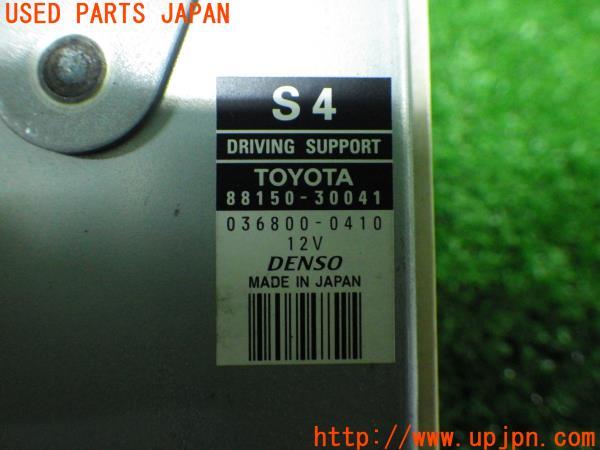 USED PARTS JAPAN
S4
DRIVING SUPPORT
TOYOTA
88150-30041
036800-0410
12V
DENSO
MADE IN JAPAN
http://www.upjpn.com